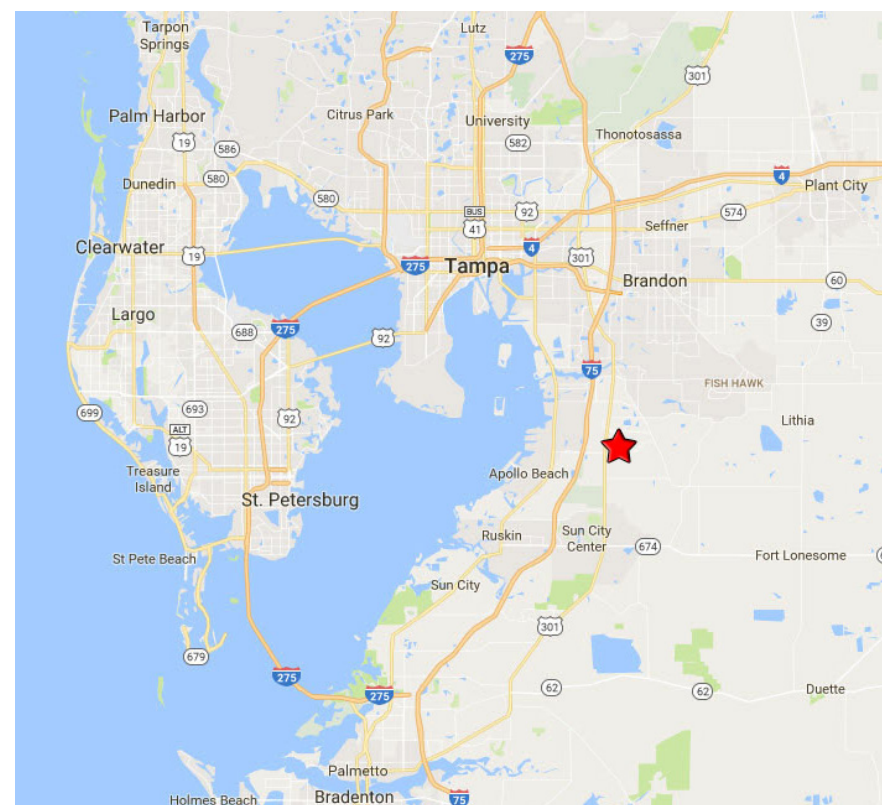 Tarpon
Springs
Lutz
275
301
Palm Harbor
Citrus Park
University
Thonotosassa
19
586
582
Dunedin
580
580
BUS
41
92
4
Plant City
574
Seffner
Clearwater
19
275
Tampa
4
301
Brandon
60
Largo
688
275
92
39
75
FISH HAWK
699
693
92
ALT
19
Lithia
Treasure
Island
St. Petersburg
Apollo Beach
Ruskin
Sun City
Center
674
Fort Lonesome
St Pete Beach
Sun City
301
679
275
275
62
62
Duette
Palmetto
Holmes Beach
Bradenton
75